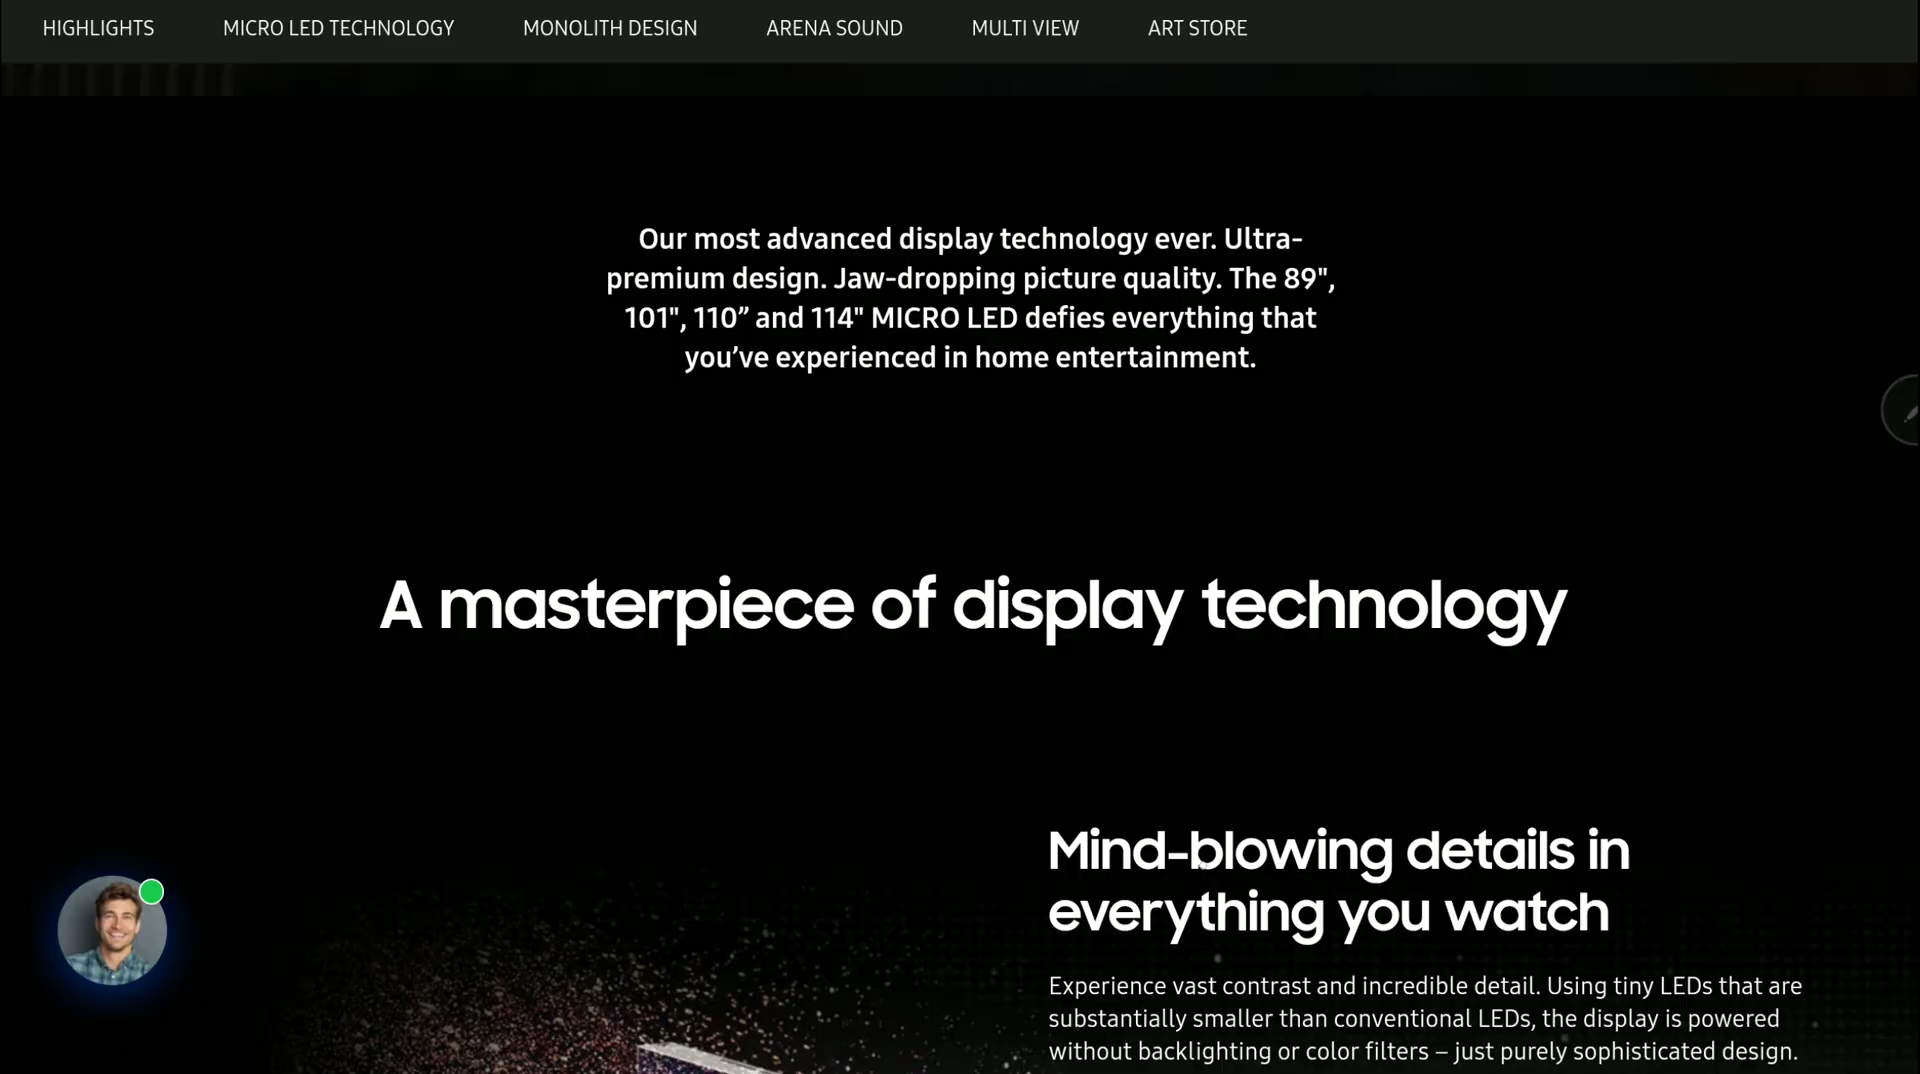 HIGHLIGHTS MICRO LED TECHNOLOGY MONOLITH DESIGN ARENA SOUND MULTI VIEW ART STORE
Our most advanced display technology ever. Ultra-
premium design. Jaw-dropping picture quality. The 89",
101", 110” and 114" MICRO LED defies everything that
you’ve experienced in home entertainment.
A masterpiece of display technology
Mind-blowing details in
everything you watch
Experience vast contrast and incredible detail. Using tiny LEDs that are
substantially smaller than conventional LEDs, the display is powered
without backlighting or color filters – just purely sophisticated design.